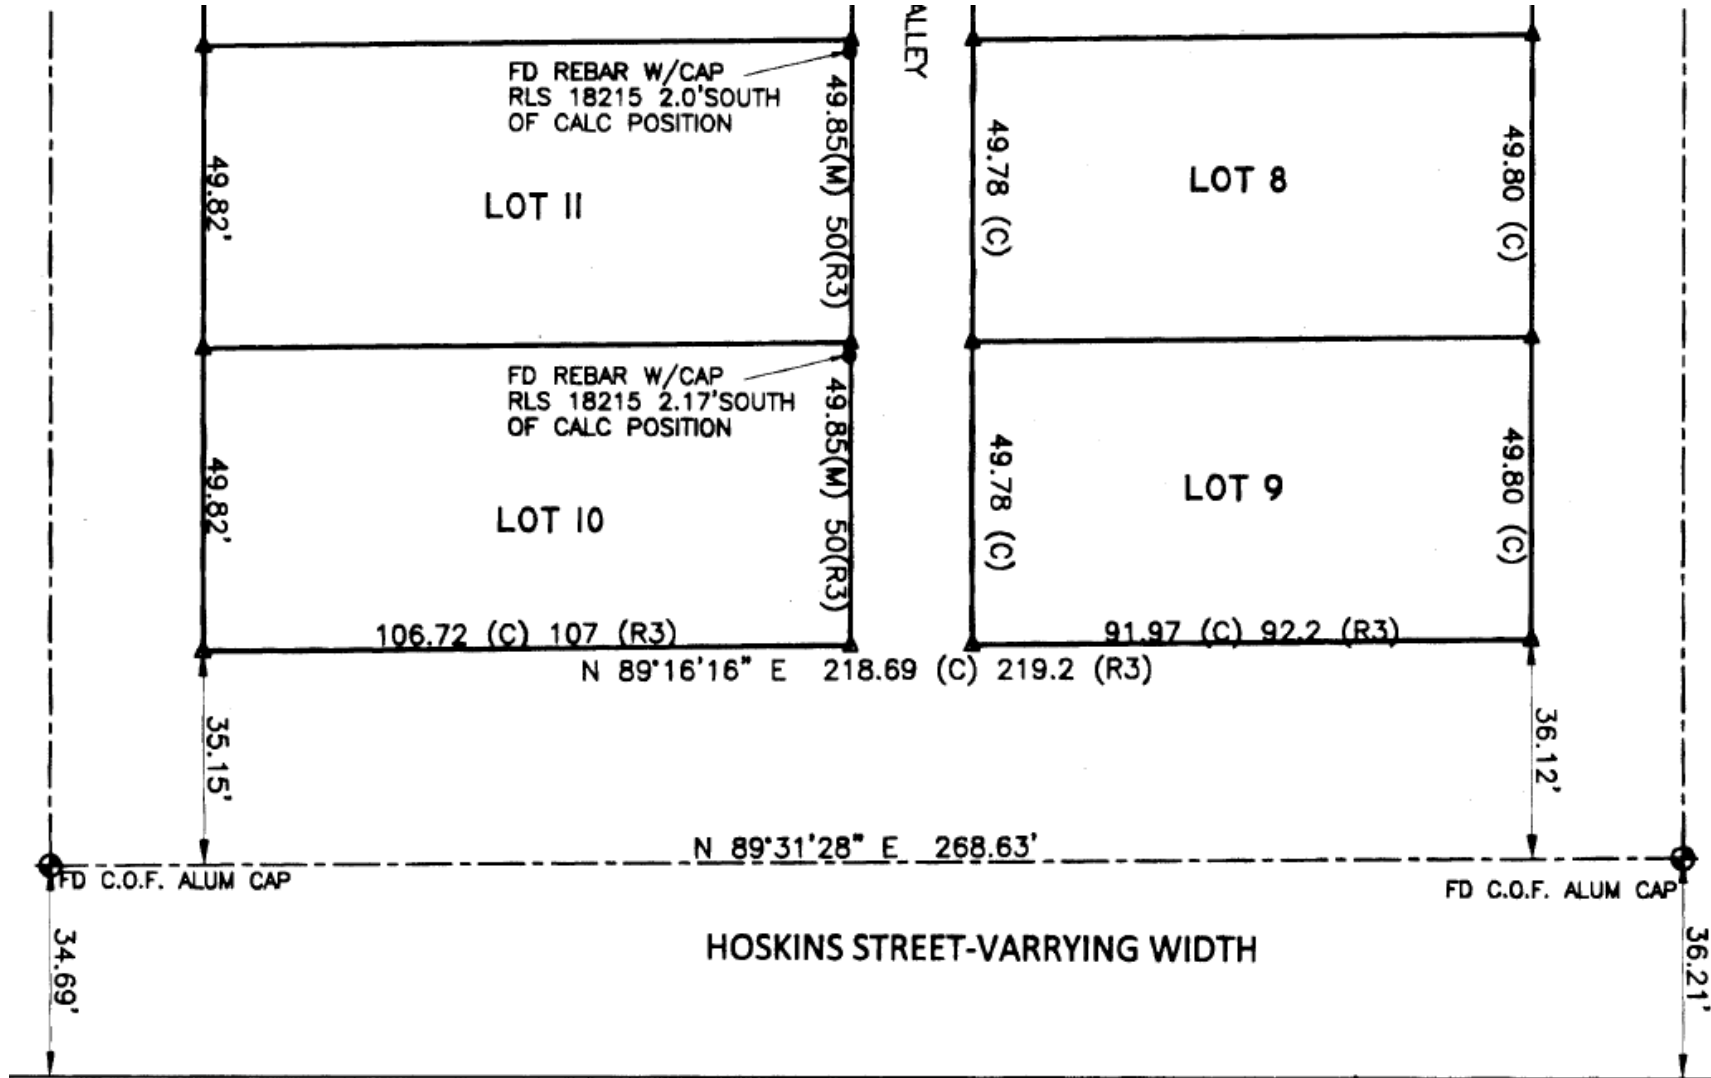 ALLEY
FD REBAR W/CAP
RLS 18215 2.0'SOUTH
OF CALC POSITION
49.82'
LOT 11
49.85(M) 50(R3)
49.78 (C)
LOT 8
49.80 (C)
FD REBAR W/CAP
RLS 18215 2.17'SOUTH
OF CALC POSITION
49.82'
LOT 10
49.85(M) 50(R3)
49.78 (C)
LOT 9
49.80 (C)
106.72 (C) 107 (R3)
91.97 (C) 92.2 (R3)
N 89°16'16" E 218.69 (C) 219.2 (R3)
35.15'
36.12'
N 89°31'28" E 268.63'
FD C.O.F. ALUM CAP
FD C.O.F. ALUM CAP
34.69'
HOSKINS STREET-VARRYING WIDTH
36.21'